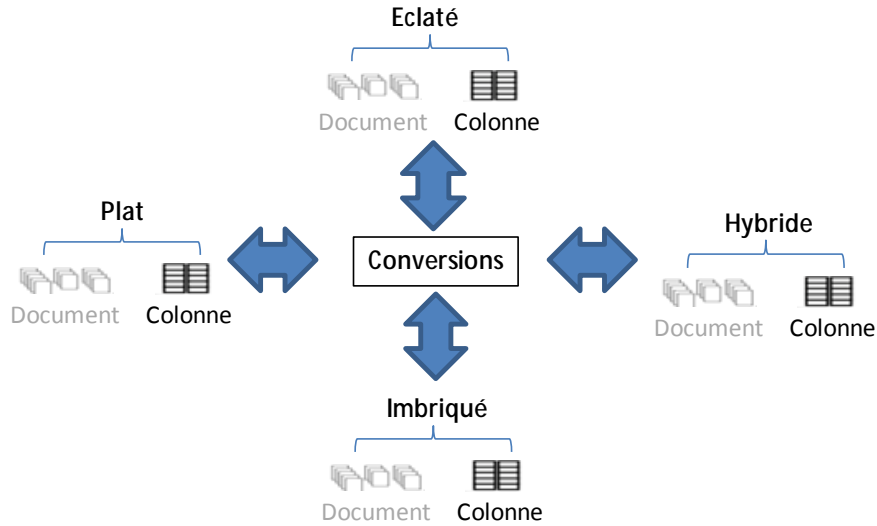 Eclaté
Document Colonne
Plat
Document Colonne
Conversions
Hybride
Document Colonne
Imbriqué
Document Colonne